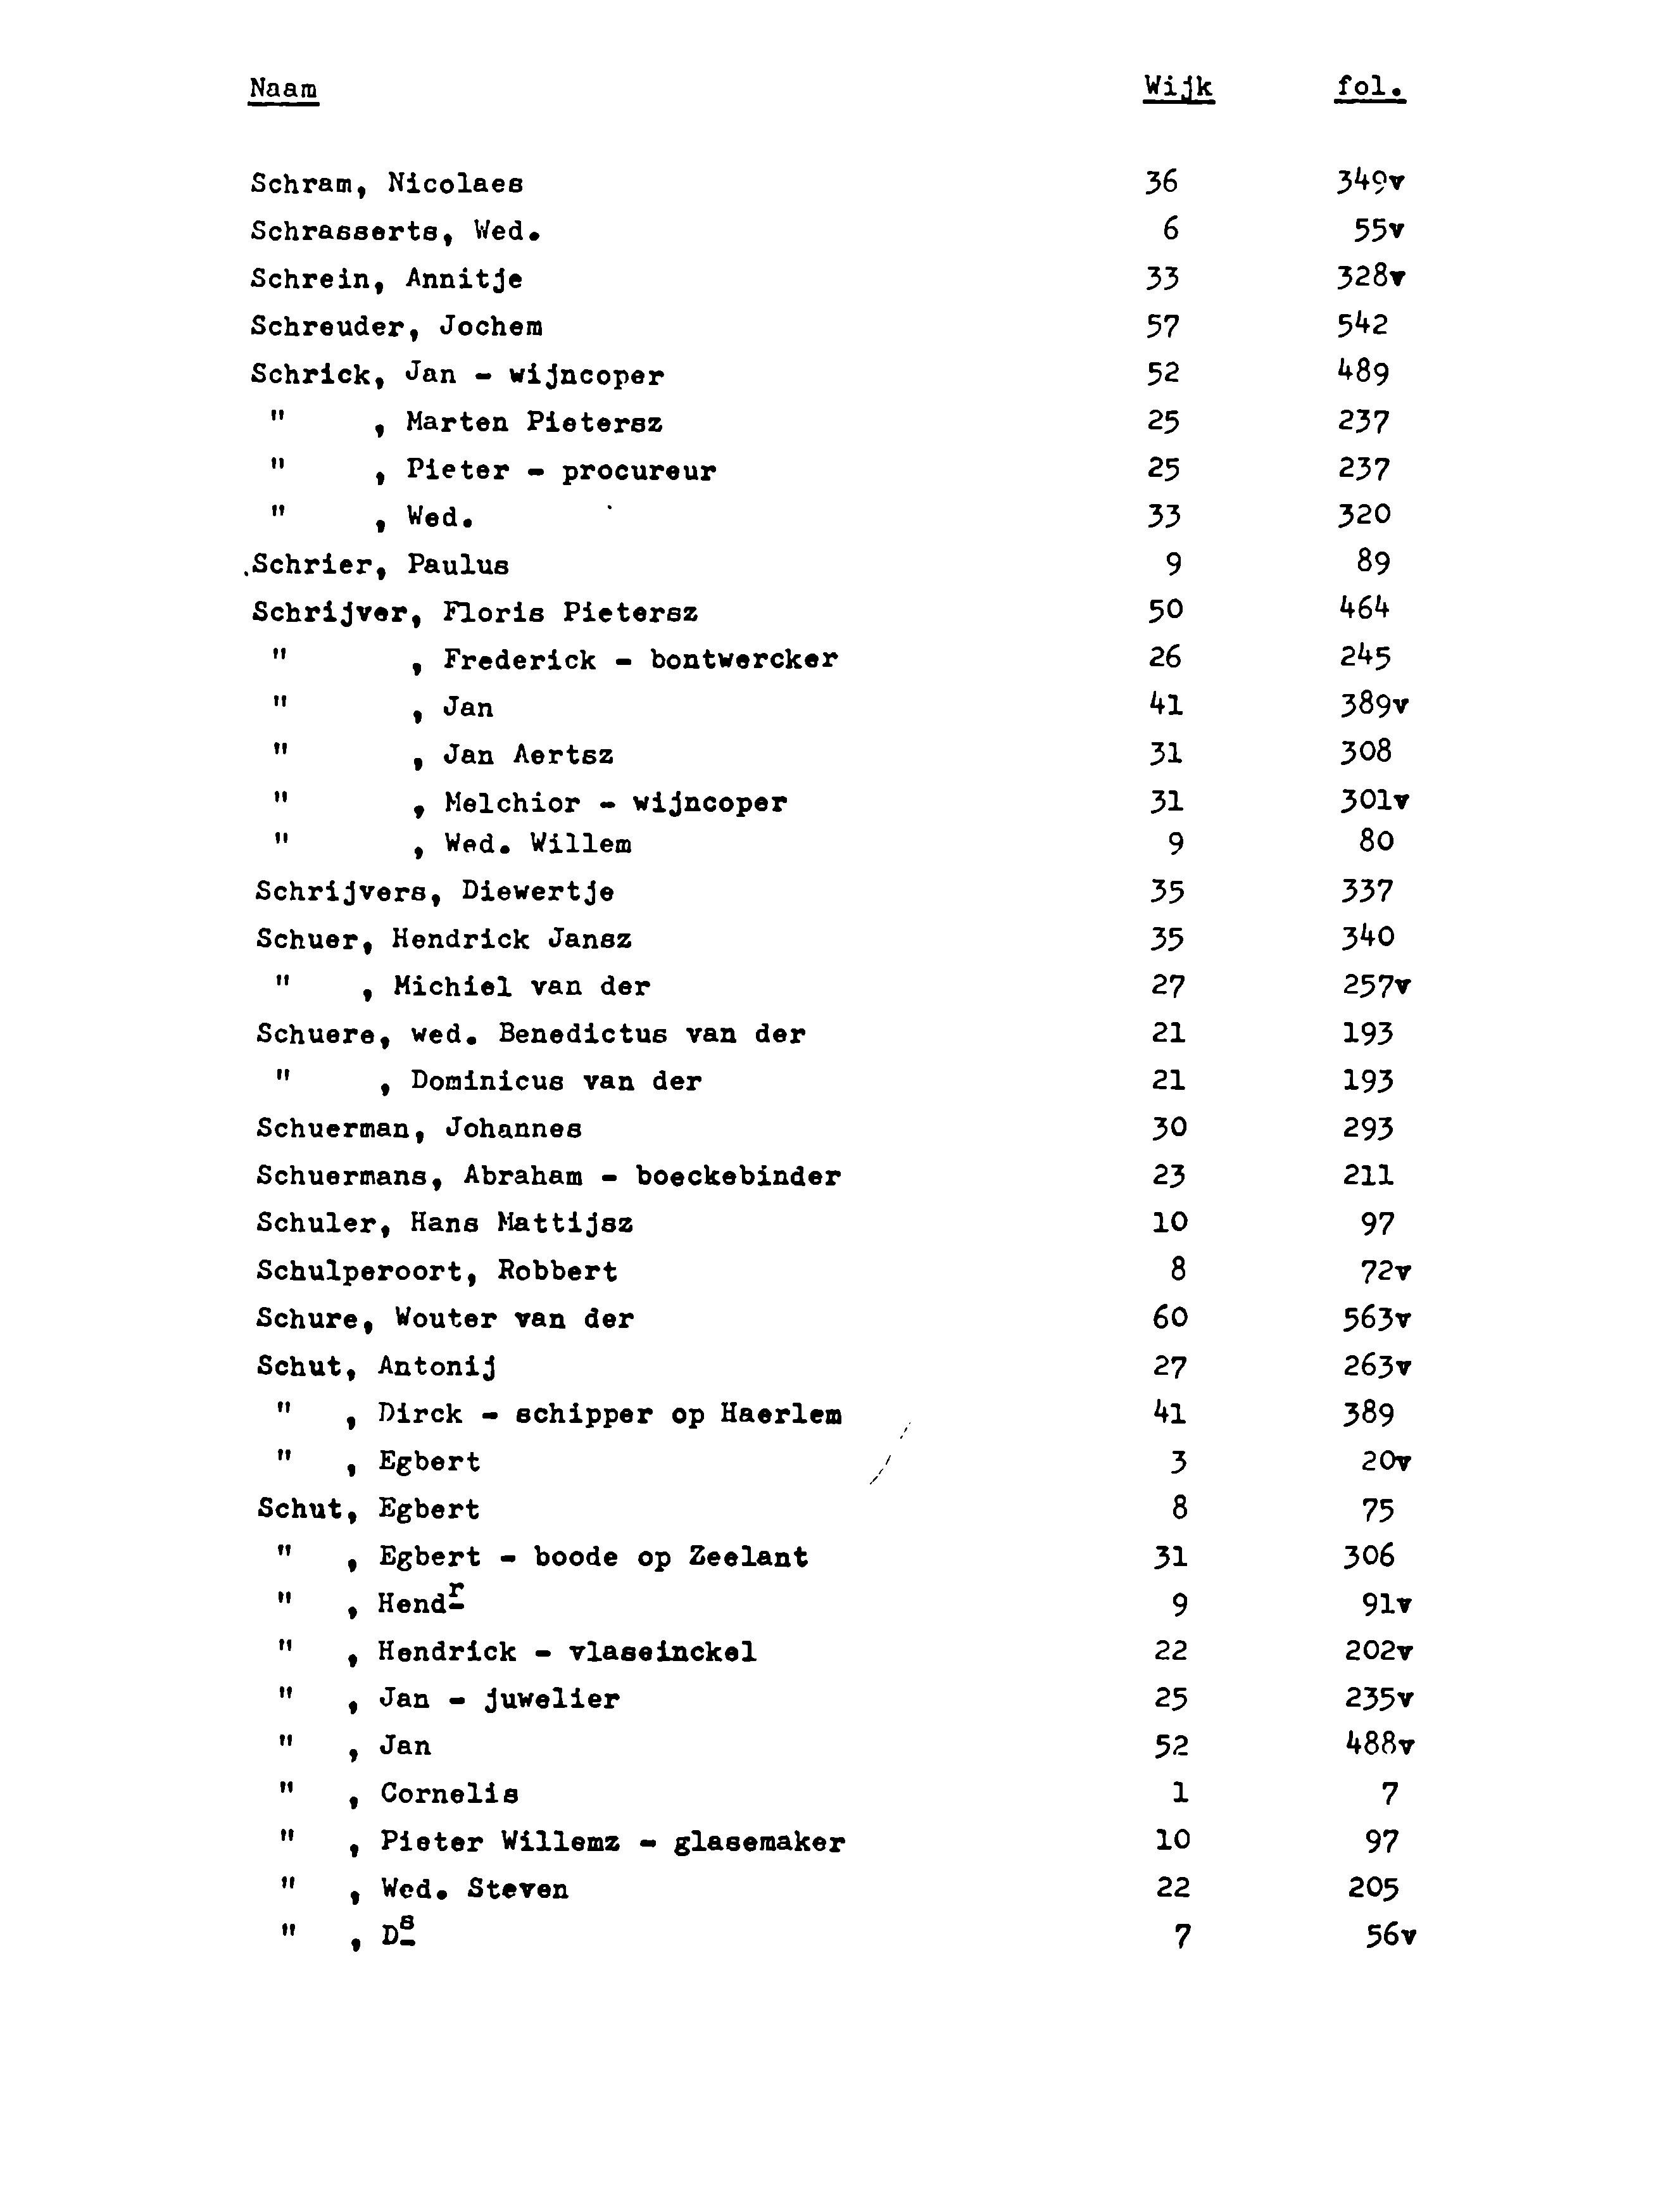 Naam Wijk fol.
Schram, Nicolaes 36 349v
Schrasserts, Wed. 6 55v
Schrein, Annitje 33 328v
Schreuder, Jochem 57 542
Schrick, Jan - wijncoper 52 489
" , Marten Pietersz 25 237
" , Pieter - procureur 25 237
" , Wed. 33 320
Schrier, Paulus 9 89
Schrijver, Floris Pietersz 50 464
" , Frederick - bontwercker 26 245
" , Jan 41 389v
" , Jan Aertsz 31 308
" , Melchior - wijncoper 31 301v
" , Wed. Willem 9 80
Schrijvers, Diewertje 35 337
Schuer, Hendrick Jansz 35 340
" , Michiel van der 27 257v
Schuere, wed. Benedictus van der 21 193
" , Dominicus van der 21 193
Schuerman, Johannes 30 293
Schuermans, Abraham - boeckebinder 23 211
Schuler, Hans Mattijsz 10 97
Schulperoort, Robbert 8 72v
Schure, Wouter van der 60 563v
Schut, Antonij 27 263v
" , Dirck - schipper op Haerlem 41 389
" , Egbert 3 20v
Schut, Egbert 8 75
" , Egbert - boode op Zeelant 31 306
" , Hendr 9 91v
" , Hendrick - vlaseinckel 22 202v
" , Jan - juwelier 25 235v
" , Jan 52 488v
" , Cornelis 1 7
" , Pieter Willemz - glasemaker 10 97
" , Wed. Steven 22 205
" , Ds 7 56v